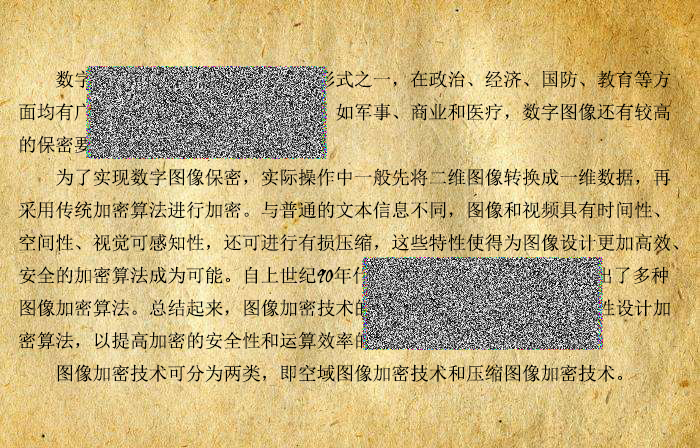 数字 形式之一，在政治、经济、国防、教育等方
面均有广 如军事、商业和医疗，数字图像还有较高
的保密要
为了实现数字图像保密，实际操作中一般先将二维图像转换成一维数据，再
采用传统加密算法进行加密。与普通的文本信息不同，图像和视频具有时间性、
空间性、视觉可感知性，还可进行有损压缩，这些特性使得为图像设计更加高效、
安全的加密算法成为可能。自上世纪90年代 出了多种
图像加密算法。总结起来，图像加密技术的 性设计加
密算法，以提高加密的安全性和运算效率的
图像加密技术可分为两类，即空域图像加密技术和压缩图像加密技术。